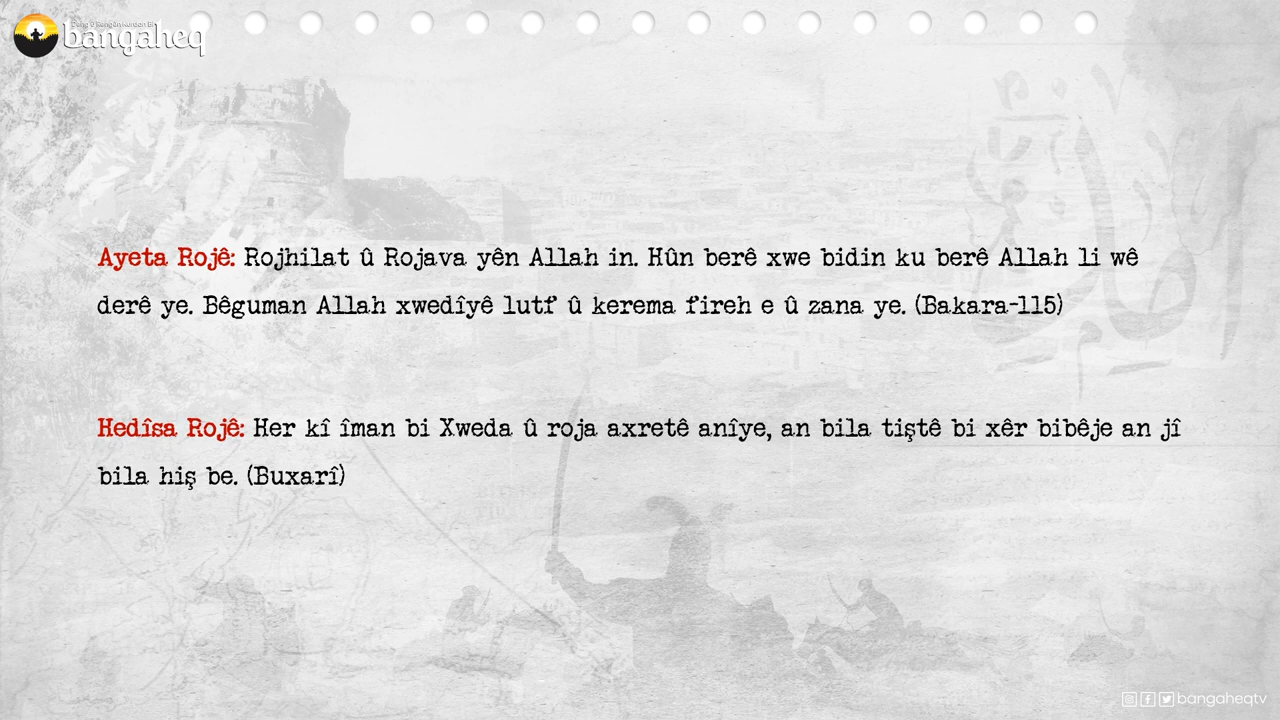 bangaheq
Ayeta Rojê: Rojhilat û Rojava yên Allah in. Hûn berê xwe bidin ku berê Allah li wê
derê ye. Bêguman Allah xwedîyê lutf û kerema fireh e û zana ye. (Bakara-115)
Hedîsa Rojê: Her kî îman bi Xweda û roja axretê anîye, an bila tiştê bi xêr bibêje an jî
bila hiş be. (Buxarî)
bangaheqtv